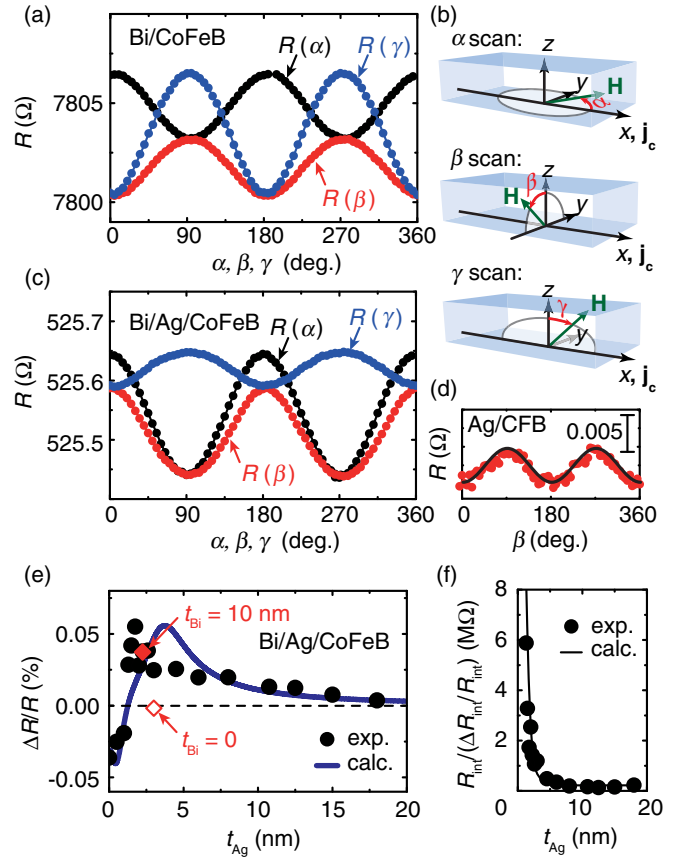 (a)
Bi/CoFeB
R(α)
R(γ)
R(β)
R (Ω)
7805
7800
0 90 180 270 360
α, β, γ (deg.)
(b)
α scan:
z
y
H
α
x, jc
β scan:
β
z
H
y
x, jc
γ scan:
z
γ
H
y
x, jc
(c)
Bi/Ag/CoFeB
R(α)
R(γ)
R(β)
R (Ω)
525.7
525.6
525.5
0 90 180 270 360
α, β, γ (deg.)
(d)
Ag/CFB
0.005
R (Ω)
0 180 360
β (deg.)
(e)
tBi = 10 nm
Bi/Ag/CoFeB
tBi = 0
exp.
calc.
ΔR/R (%)
0.05
0.00
-0.05
0 5 10 15 20
tAg (nm)
(f)
exp.
calc.
Rint/(ΔRint/Rint) (MΩ)
8
6
4
2
0
0 10 20
tAg (nm)